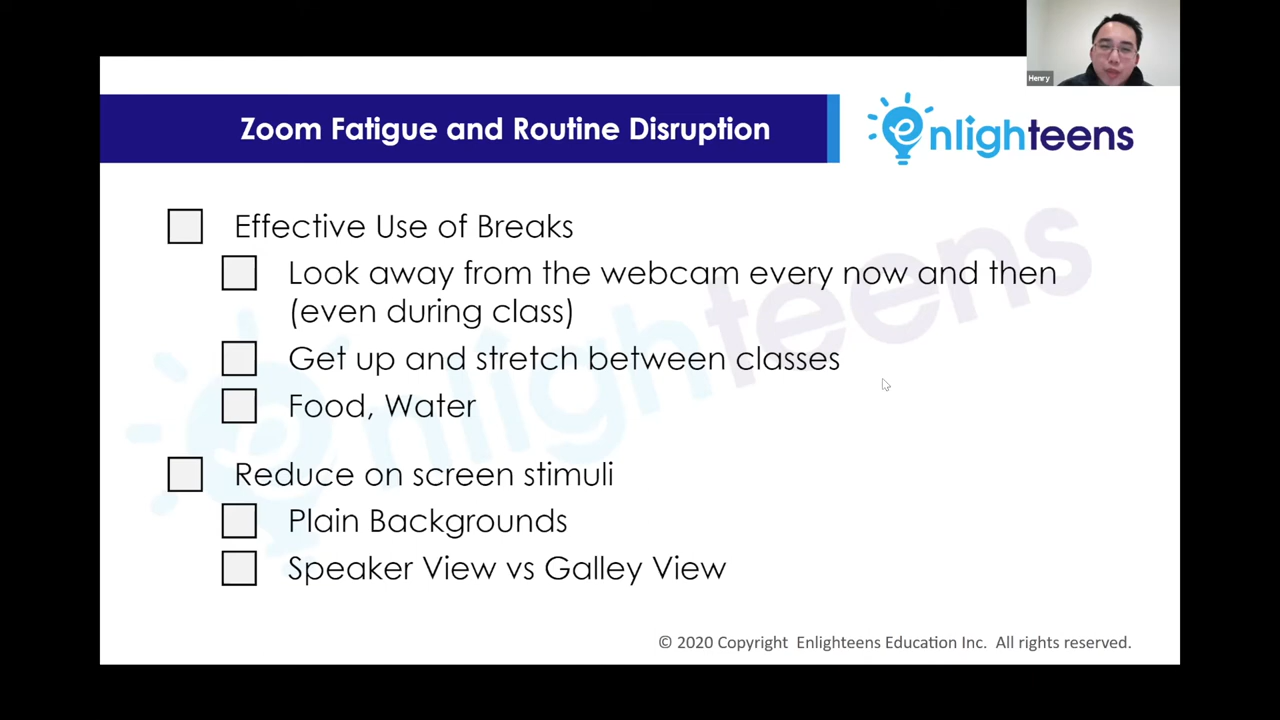 Henry
Zoom Fatigue and Routine Disruption
enlighteens
Effective Use of Breaks
Look away from the webcam every now and then
(even during class)
Get up and stretch between classes
Food, Water
Reduce on screen stimuli
Plain Backgrounds
Speaker View vs Galley View
enlighteens
© 2020 Copyright Enlighteens Education Inc. All rights reserved.